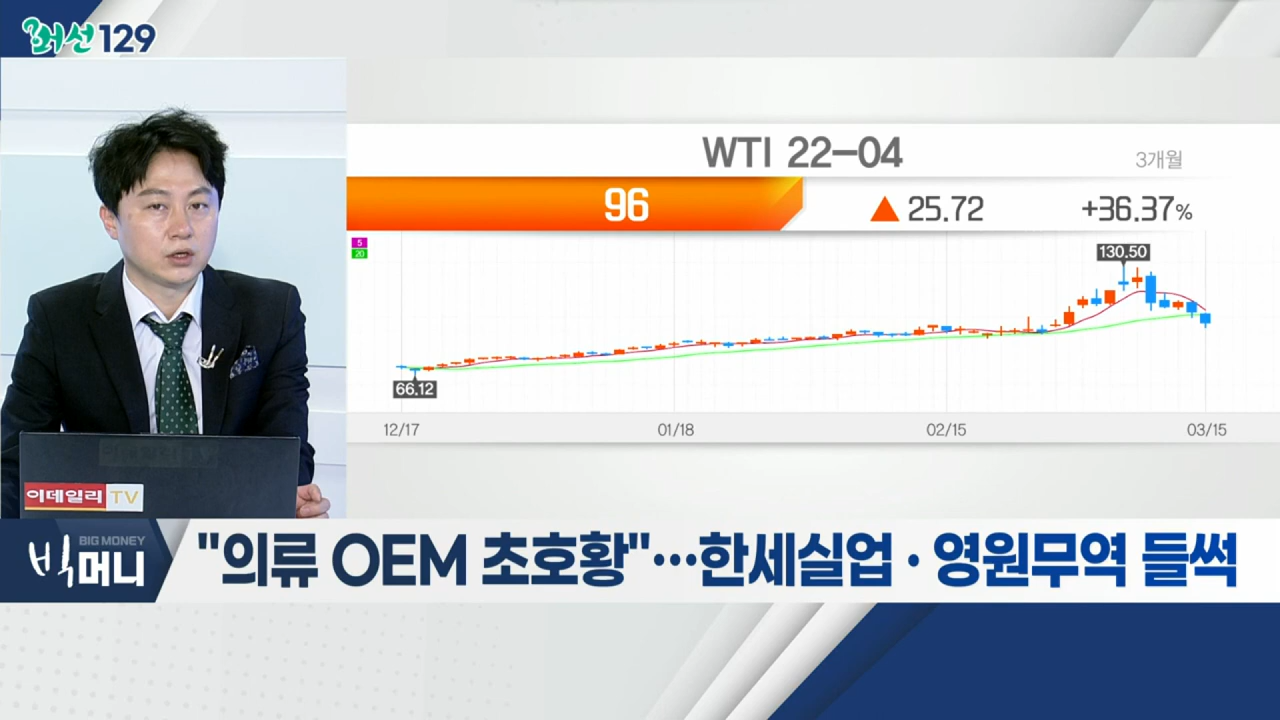 머선129
WTI 22-04
3개월
96 ▲ 25.72 +36.37%
5
20
130.50
66.12
12/17 01/18 02/15 03/15
이데일리TV
BIG MONEY
빅머니
"의류 OEM 초호황"…한세실업·영원무역 들썩